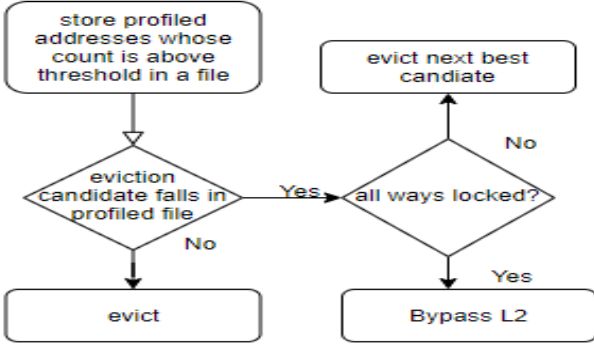 store profiled
addresses whose
count is above
threshold in a file
evict next best
candiate
No
eviction
candidate falls in
profiled file
Yes
all ways locked?
No
Yes
evict
Bypass L2